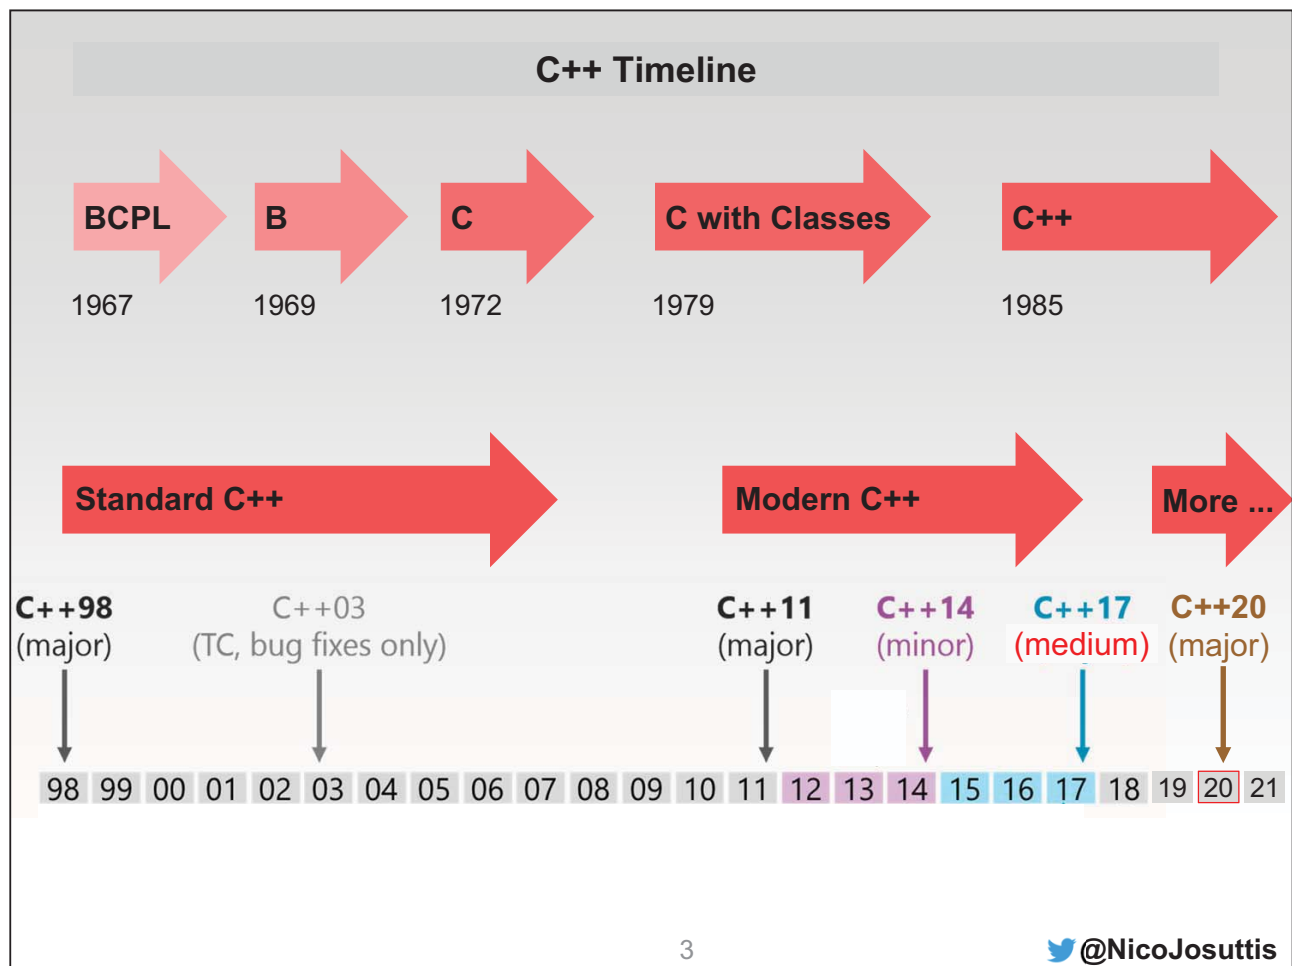 C++ Timeline
BCPL B C C with Classes C++
1967 1969 1972 1979 1985
Standard C++ Modern C++ More ...
C++98 C++03 C++11 C++14 C++17 C++20
(major) (TC, bug fixes only) (major) (minor) (medium) (major)
98 99 00 01 02 03 04 05 06 07 08 09 10 11 12 13 14 15 16 17 18 19 20 21
3 @NicoJosuttis